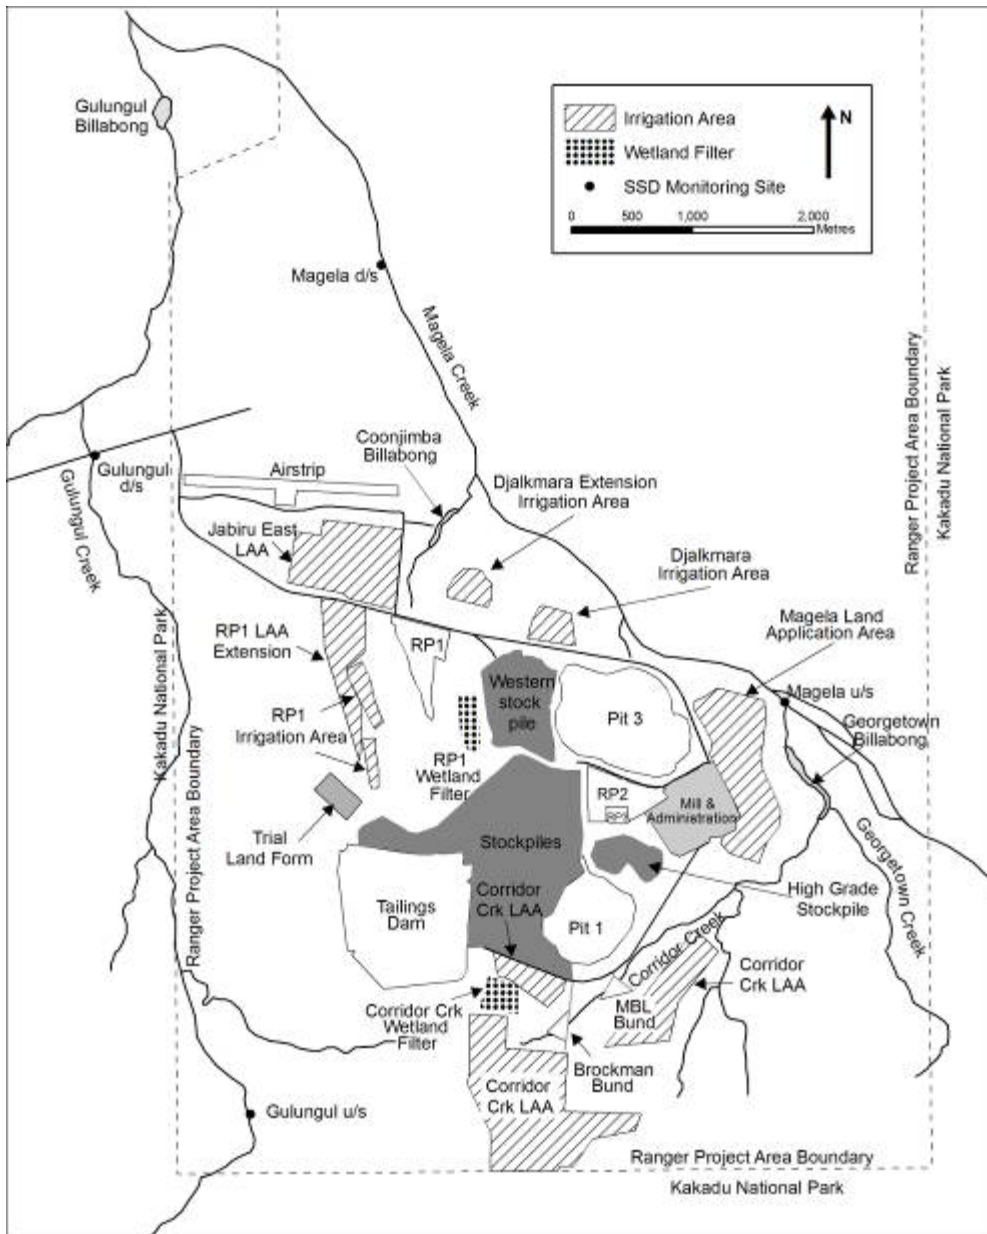 Gulungul
Billabong
Irrigation Area
Wetland Filter
SSD Monitoring Site
N
0 500 1,000 2,000
Metres
Magela d/s
Magela Creek
Ranger Project Area Boundary
Kakadu National Park
Coonjimba
Billabong
Airstrip
Gulungul
d/s
Gulungul Creek
Djalkmara Extension
Irrigation Area
Jabiru East
LAA
Djalkmara
Irrigation Area
Magela Land
Application Area
RP1 LAA
Extension
RP1
Western
stock
pile
Pit 3
Magela u/s
Georgetown
Billabong
Kakadu National Park
Ranger Project Area Boundary
RP1
Irrigation Area
RP1
Wetland
Filter
RP2
Mill &
Administration
Trial
Land Form
Stockpiles
Georgetown Creek
High Grade
Stockpile
Tailings
Dam
Corridor
Crk LAA
Pit 1
Corridor Creek
Corridor
Crk LAA
MBL
Bund
Corridor Crk
Wetland
Filter
Brockman
Bund
Corridor
Crk LAA
Gulungul u/s
Ranger Project Area Boundary
Kakadu National Park